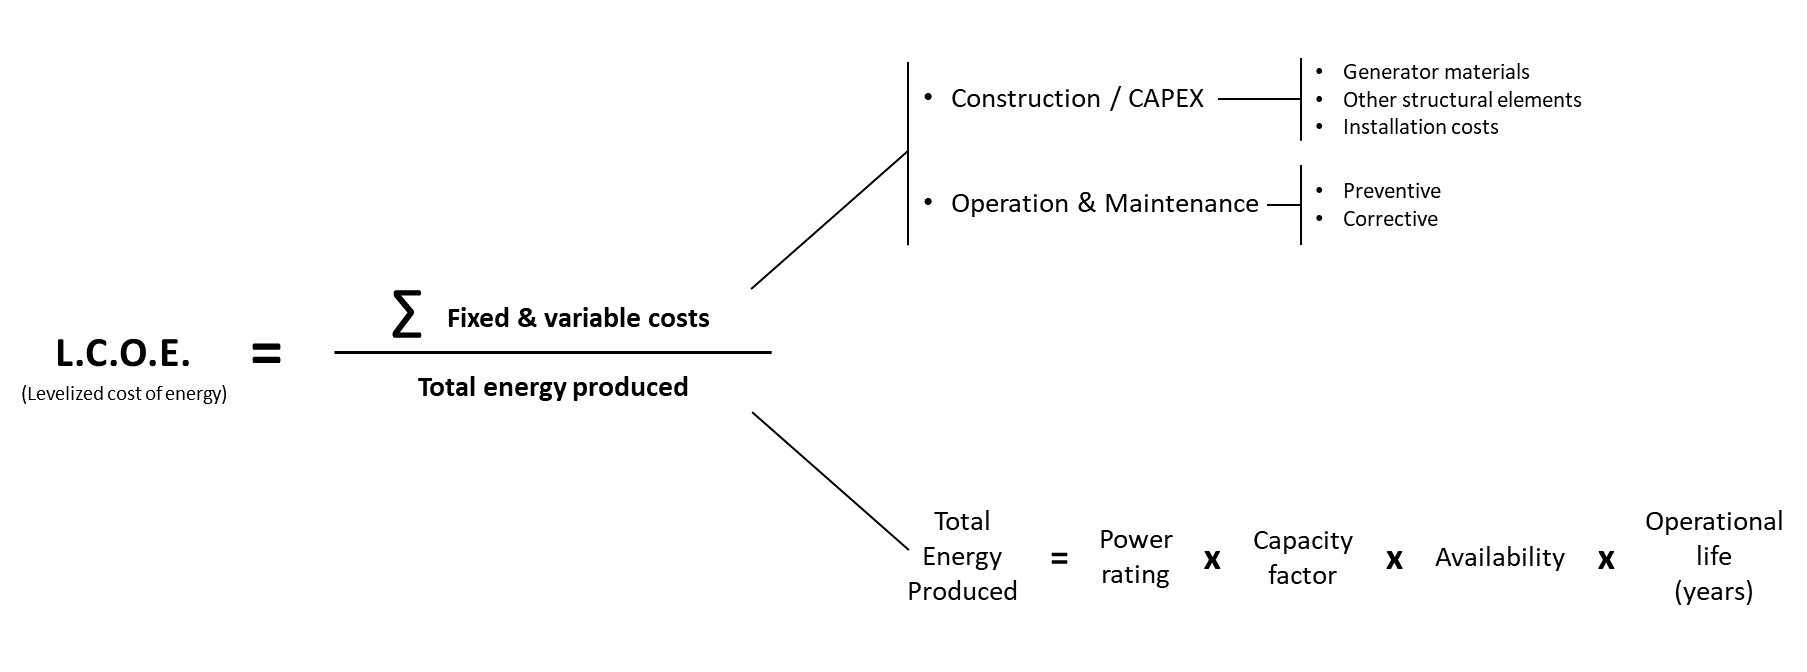 • Construction / CAPEX
• Generator materials
• Other structural elements
• Installation costs
• Operation & Maintenance
• Preventive
• Corrective
L.C.O.E. =
(Levelized cost of energy)
∑ Fixed & variable costs
Total energy produced
Total
Energy
Produced
=
Power
rating
x
Capacity
factor
x
Availability
x
Operational
life
(years)